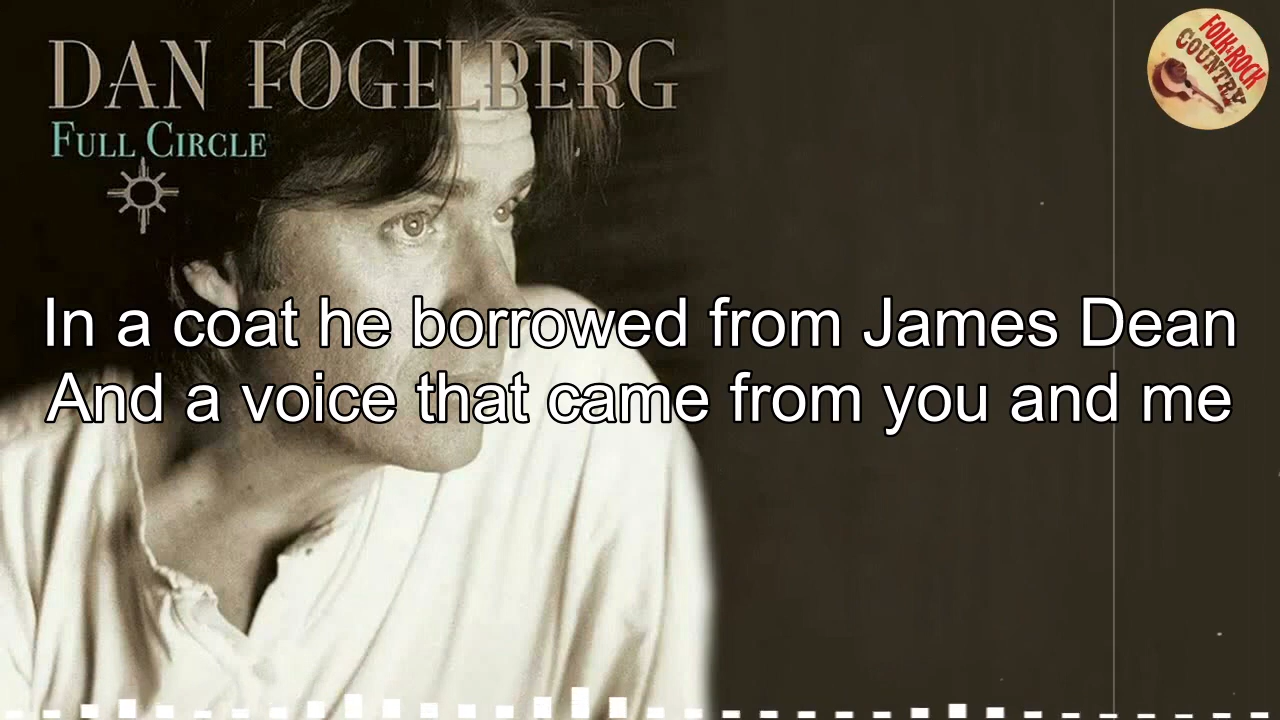 DAN FOGELBERG
FULL CIRCLE
FOLK & ROCK
COUNTRY
In a coat he borrowed from James Dean
And a voice that came from you and me